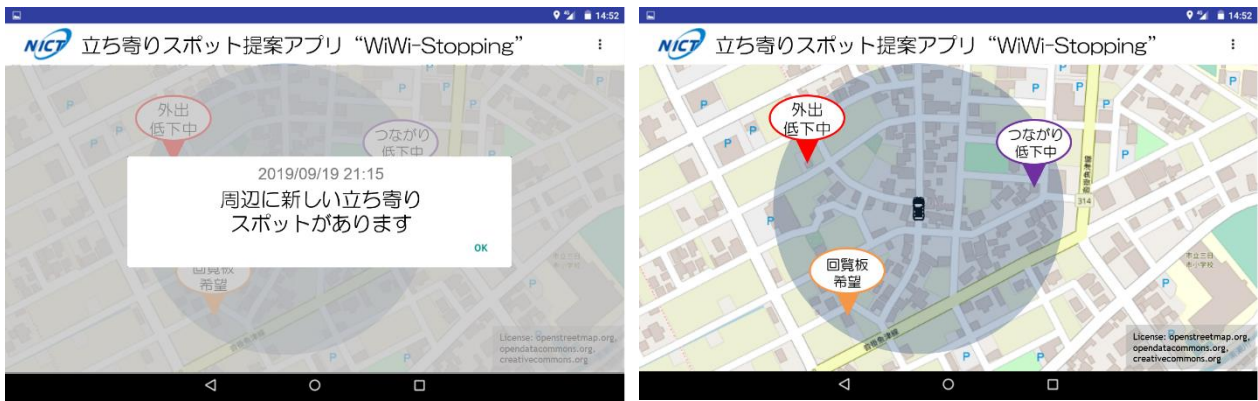 14:52
NICT 立ち寄りスポット提案アプリ “WiWi-Stopping”
P
P
P
P
外出
低下中
つながり
低下中
2019/09/19 21:15
周辺に新しい立ち寄り
スポットがあります
OK
回覧板
希望
P
P
License: openstreetmap.org,
opendatacommons.org,
creativecommons.org
14:52
NICT 立ち寄りスポット提案アプリ “WiWi-Stopping”
P
P
P
P
外出
低下中
つながり
低下中
P
314
P
回覧板
希望
P
P
P
License: openstreetmap.org,
opendatacommons.org,
creativecommons.org